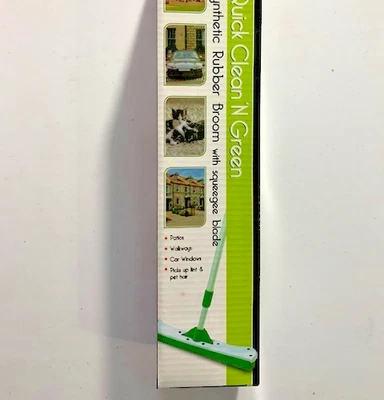 Quick Clean 'N Green
ynthetic Rubber Broom with squeegee blade
Patios
Walkways
Car Windows
Picks up lint &
pet hair